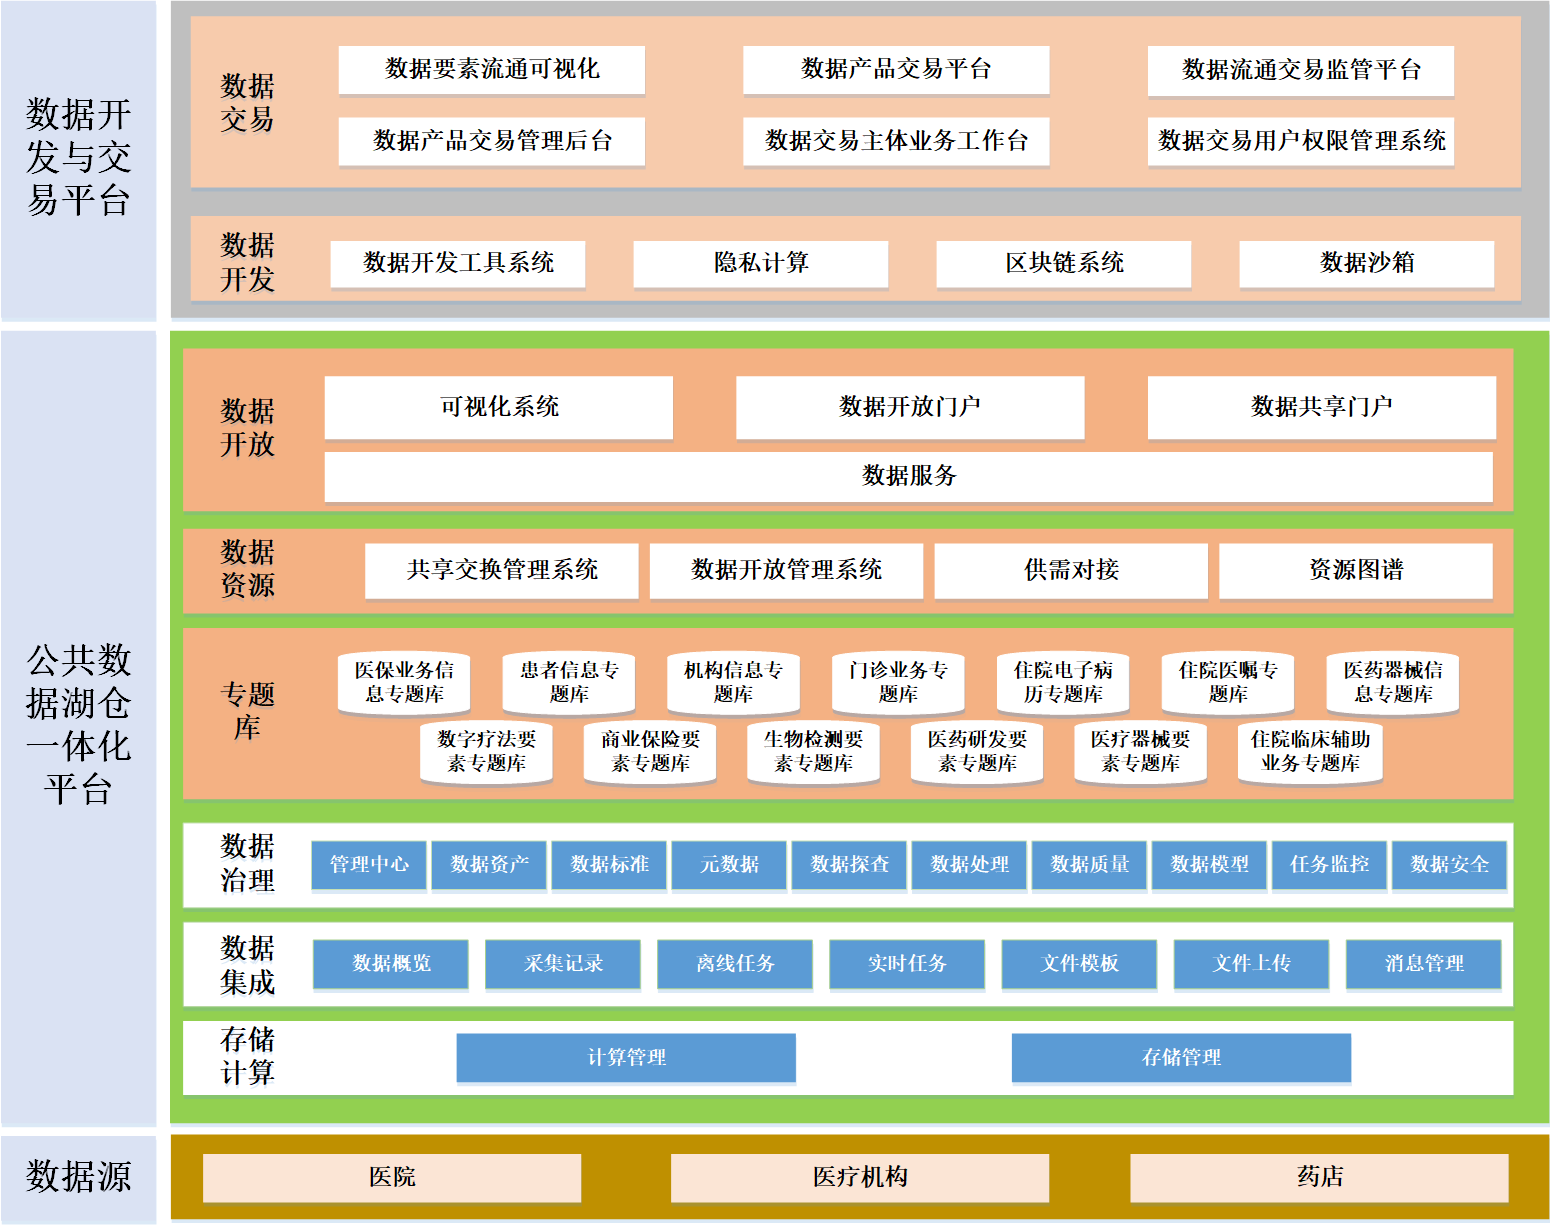 数据开
发与交
易平台
数据
交易
数据要素流通可视化
数据产品交易平台
数据流通交易监管平台
数据产品交易管理后台
数据交易主体业务工作台
数据交易用户权限管理系统
数据
开发
数据开发工具系统
隐私计算
区块链系统
数据沙箱
公共数
据湖仓
一体化
平台
数据
开放
可视化系统
数据开放门户
数据共享门户
数据服务
数据
资源
共享交换管理系统
数据开放管理系统
供需对接
资源图谱
专题
库
医保业务信
息专题库
患者信息专
题库
机构信息专
题库
门诊业务专
题库
住院电子病
历专题库
住院医嘱专
题库
医药器械信
息专题库
数字疗法要
素专题库
商业保险要
素专题库
生物检测要
素专题库
医药研发要
素专题库
医疗器械要
素专题库
住院临床辅助
业务专题库
数据
治理
管理中心
数据资产
数据标准
元数据
数据探查
数据处理
数据质量
数据模型
任务监控
数据安全
数据
集成
数据概览
采集记录
离线任务
实时任务
文件模板
文件上传
消息管理
存储
计算
计算管理
存储管理
数据源
医院
医疗机构
药店